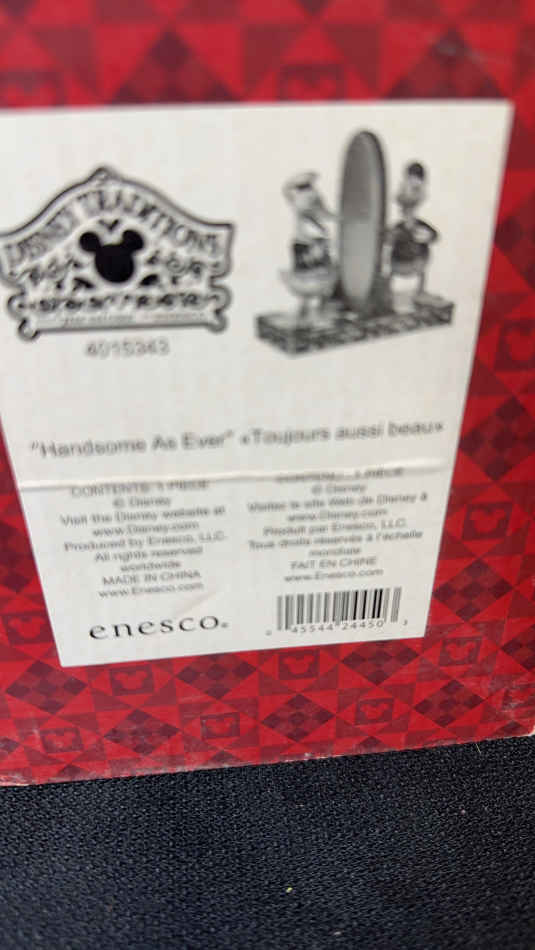 DISNEY TRADITIONS
4015343
"Handsome As Ever" «Toujours aussi beau»
CONTENTS: 1 PIECE
© Disney
Visit the Disney website at
www.Disney.com
Produced by Enesco, LLC.
All rights reserved
worldwide
MADE IN CHINA
www.Enesco.com
1 PIECE
© Disney
Visitez le site Web de Disney à
www.Disney.com
Produit par Enesco, LLC.
Tous droits réservés à l'échelle
mondiale
FAIT EN CHINE
www.Enesco.com
enesco®
0 45544 24450 3